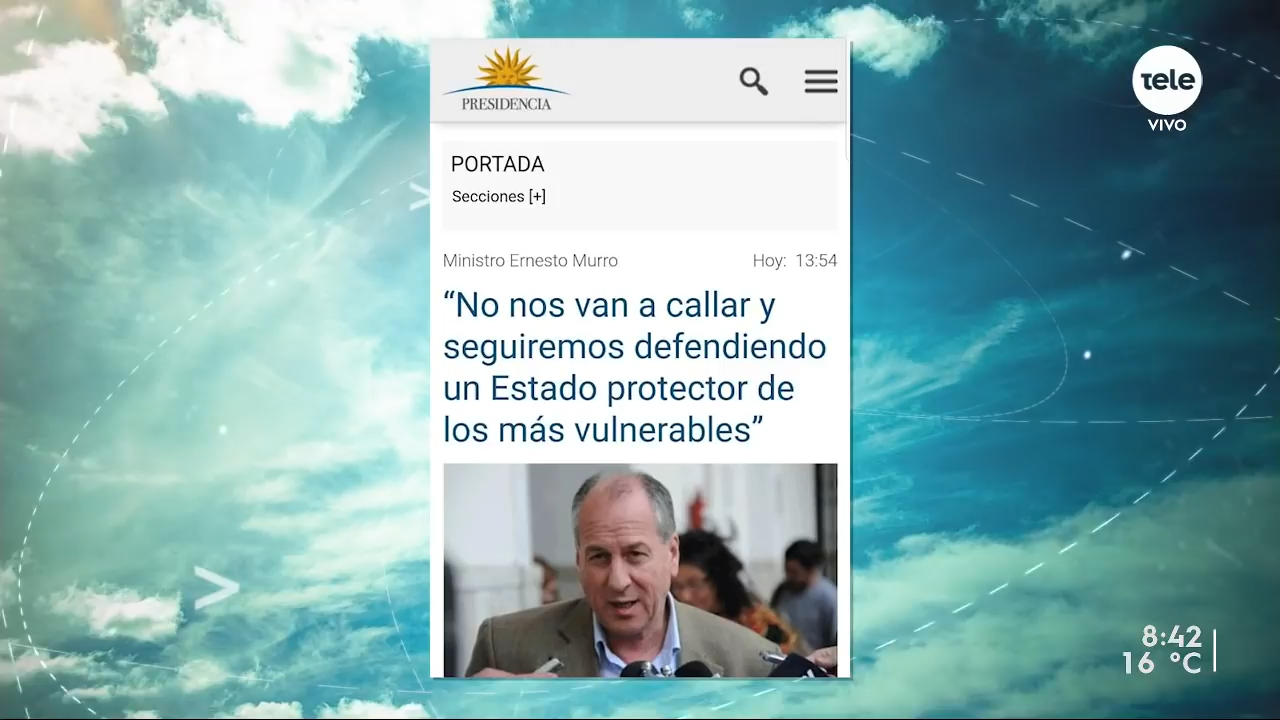 PRESIDENCIA
tele
VIVO
PORTADA
Secciones [+]
Ministro Ernesto Murro
Hoy: 13:54
“No nos van a callar y
seguiremos defendiendo
un Estado protector de
los más vulnerables”
8:42
16 °C